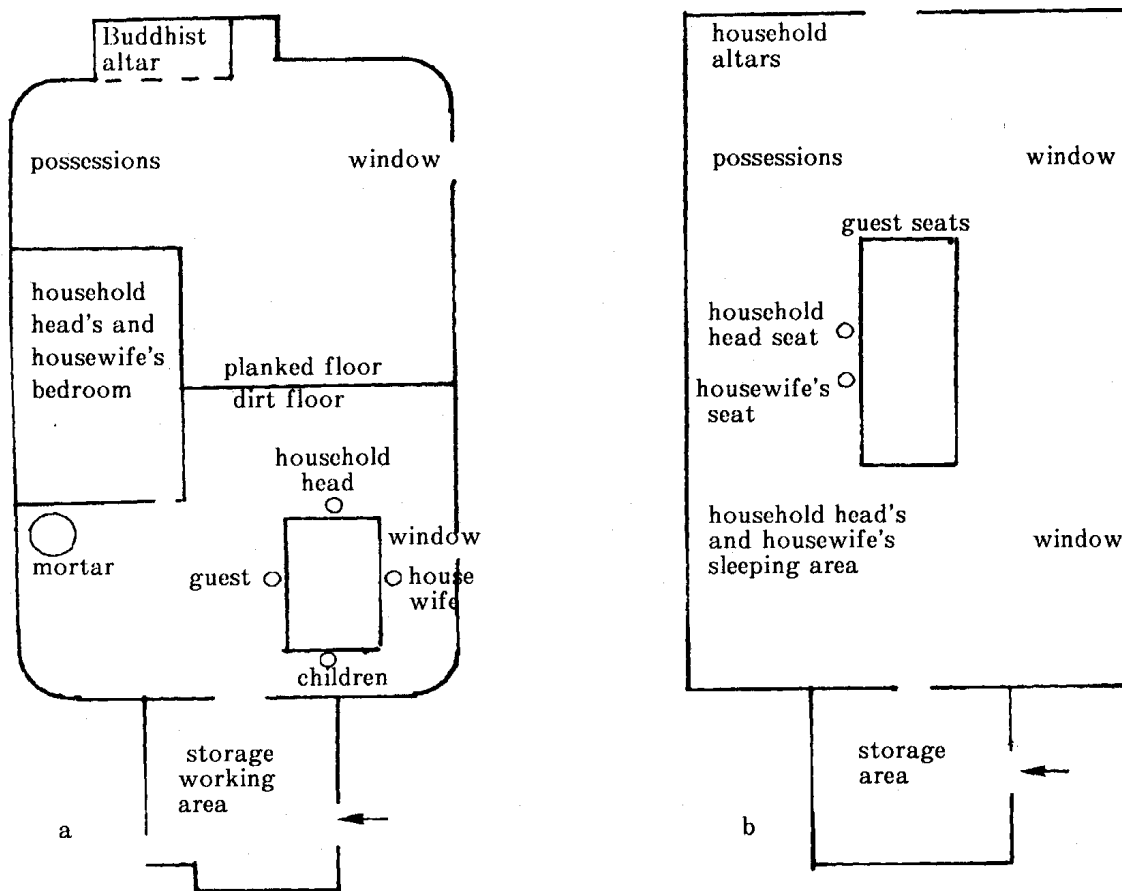 Buddhist
altar
possessions
window
household
head's and
housewife's
bedroom
planked floor
dirt floor
household
head
window
mortar
guest
house
wife
children
storage
working
area
a
household
altars
possessions
window
guest seats
household
head seat
housewife's
seat
household head's
and housewife's
sleeping area
window
storage
area
b